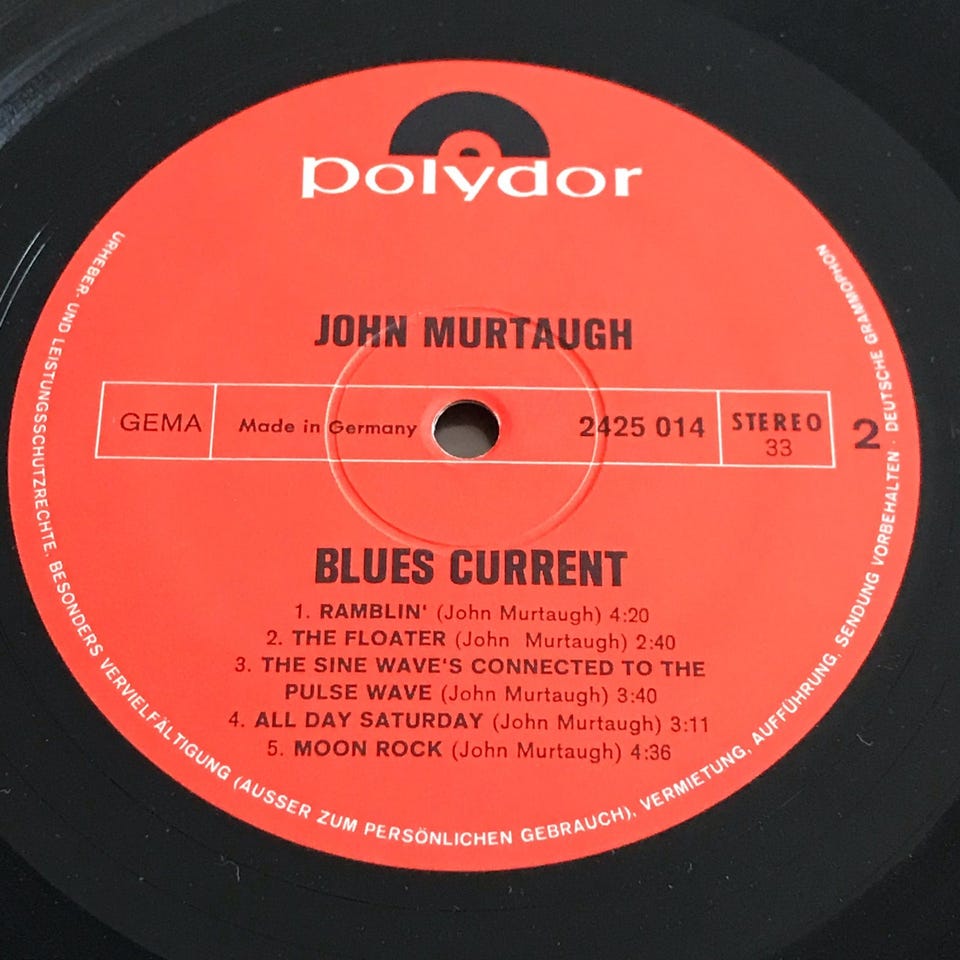 polydor
JOHN MURTAUGH
GEMA
Made in Germany
2425 014
STEREO
33
2
BLUES CURRENT
1. RAMBLIN' (John Murtaugh) 4:20
2. THE FLOATER (John Murtaugh) 2:40
3. THE SINE WAVE'S CONNECTED TO THE
PULSE WAVE (John Murtaugh) 3:40
4. ALL DAY SATURDAY (John Murtaugh) 3:11
5. MOON ROCK (John Murtaugh) 4:36
URHEBER- UND LEISTUNGSSCHUTZRECHTE, BESONDERS VERVIELFÄLTIGUNG (AUSSER ZUM PERSÖNLICHEN GEBRAUCH), VERMIETUNG, AUFFÜHRUNG, SENDUNG VORBEHALTEN · DEUTSCHE GRAMMOPHON